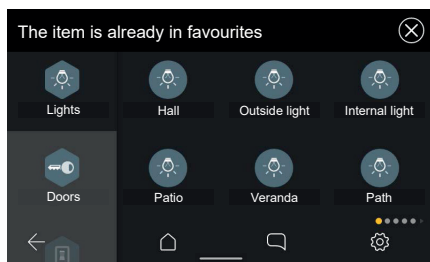 The item is already in favourites
Lights
Hall
Outside light
Internal light
Doors
Patio
Veranda
Path